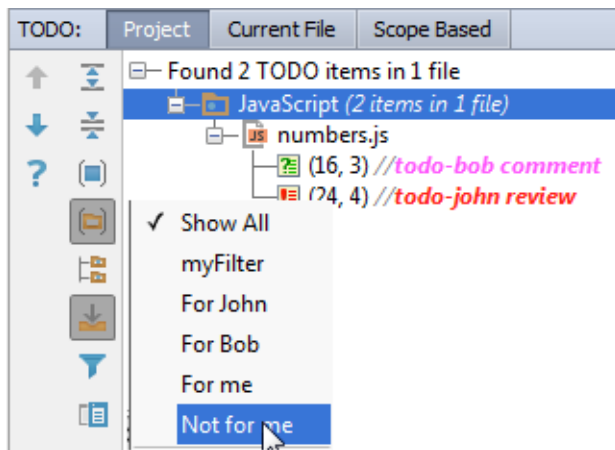 TODO: Project Current File Scope Based
Found 2 TODO items in 1 file
JavaScript (2 items in 1 file)
JS numbers.js
(16, 3) //todo-bob comment
(24, 4) //todo-john review
✓ Show All
myFilter
For John
For Bob
For me
Not for me